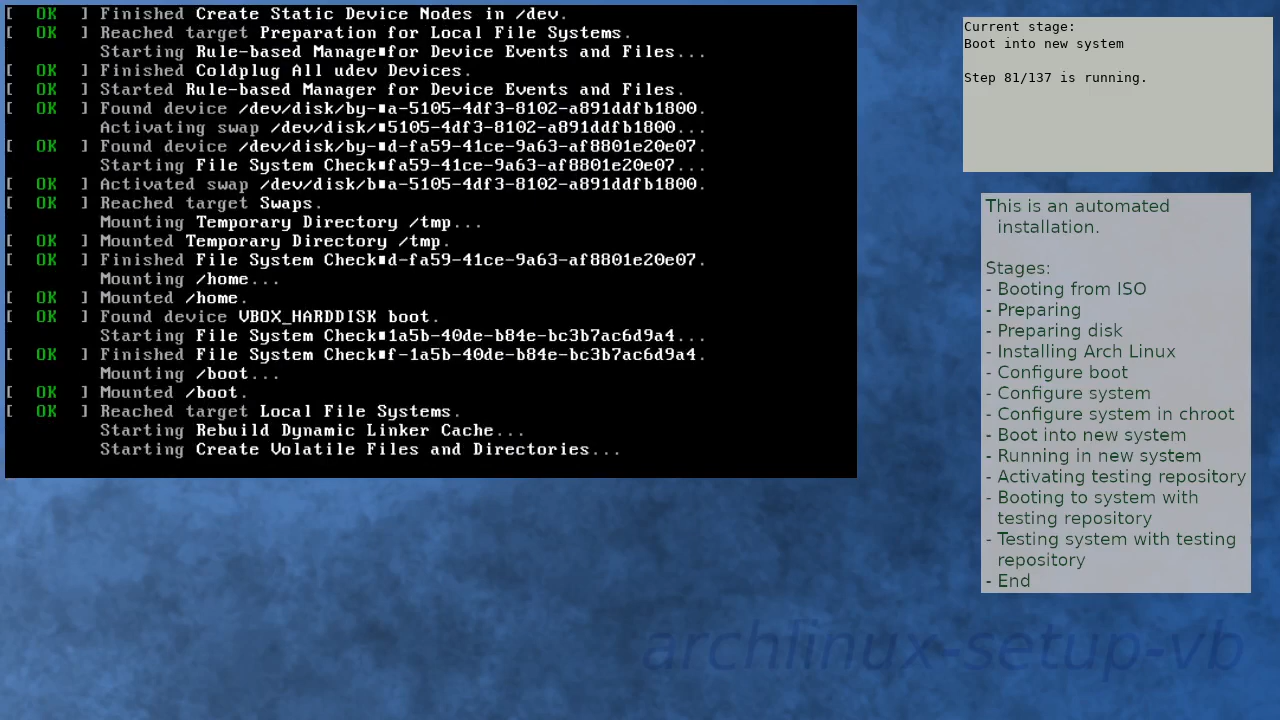 [  OK  ] Finished Create Static Device Nodes in /dev.
[  OK  ] Reached target Preparation for Local File Systems.
Starting Rule-based Manage▪for Device Events and Files...
[  OK  ] Finished Coldplug All udev Devices.
[  OK  ] Started Rule-based Manager for Device Events and Files.
[  OK  ] Found device /dev/disk/by-▪a-5105-4df3-8102-a891ddfb1800.
Activating swap /dev/disk/▪5105-4df3-8102-a891ddfb1800...
[  OK  ] Found device /dev/disk/by-▪d-fa59-41ce-9a63-af8801e20e07.
Starting File System Check▪fa59-41ce-9a63-af8801e20e07...
[  OK  ] Activated swap /dev/disk/b▪a-5105-4df3-8102-a891ddfb1800.
[  OK  ] Reached target Swaps.
Mounting Temporary Directory /tmp...
[  OK  ] Mounted Temporary Directory /tmp.
[  OK  ] Finished File System Check▪d-fa59-41ce-9a63-af8801e20e07.
Mounting /home...
[  OK  ] Mounted /home.
[  OK  ] Found device VBOX_HARDDISK boot.
Starting File System Check▪1a5b-40de-b84e-bc3b7ac6d9a4...
[  OK  ] Finished File System Check▪f-1a5b-40de-b84e-bc3b7ac6d9a4.
Mounting /boot...
[  OK  ] Mounted /boot.
[  OK  ] Reached target Local File Systems.
Starting Rebuild Dynamic Linker Cache...
Starting Create Volatile Files and Directories...
Current stage:
Boot into new system
Step 81/137 is running.
This is an automated
installation.
Stages:
- Booting from ISO
- Preparing
- Preparing disk
- Installing Arch Linux
- Configure boot
- Configure system
- Configure system in chroot
- Boot into new system
- Running in new system
- Activating testing repository
- Booting to system with
testing repository
- Testing system with testing
repository
- End
archlinux-setup-vb